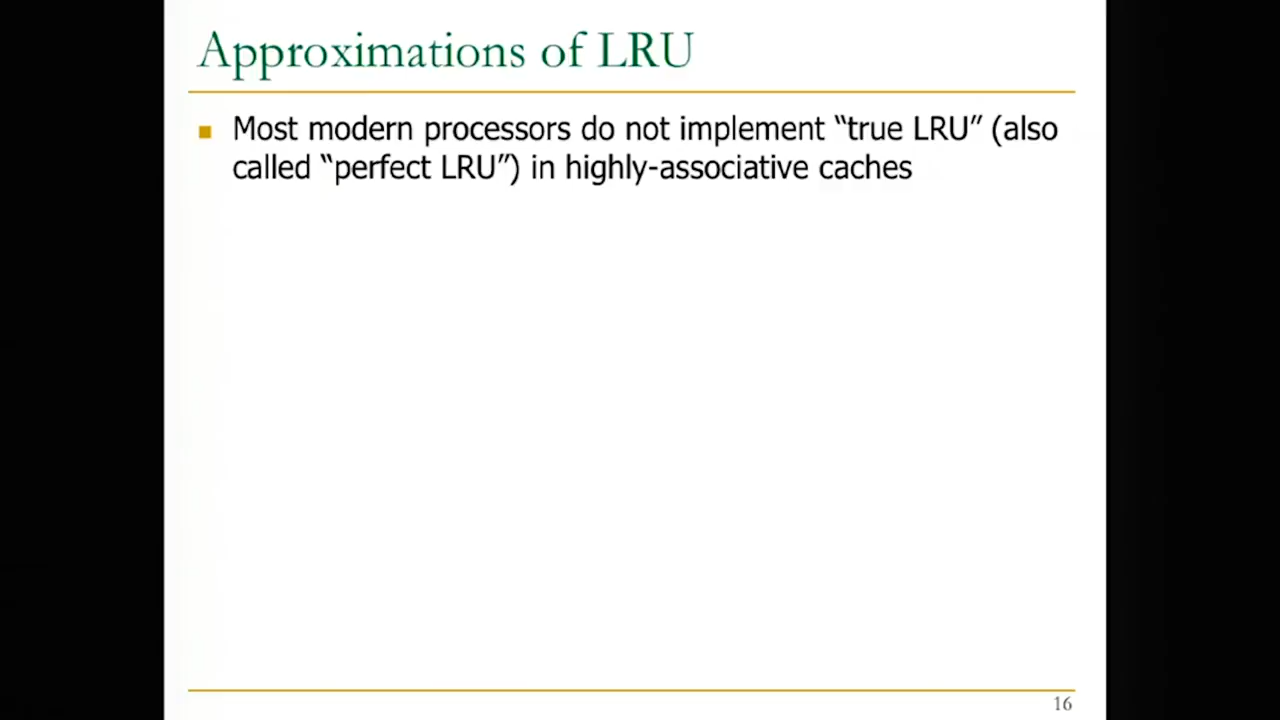 Approximations of LRU
Most modern processors do not implement “true LRU” (also
called “perfect LRU”) in highly-associative caches
16